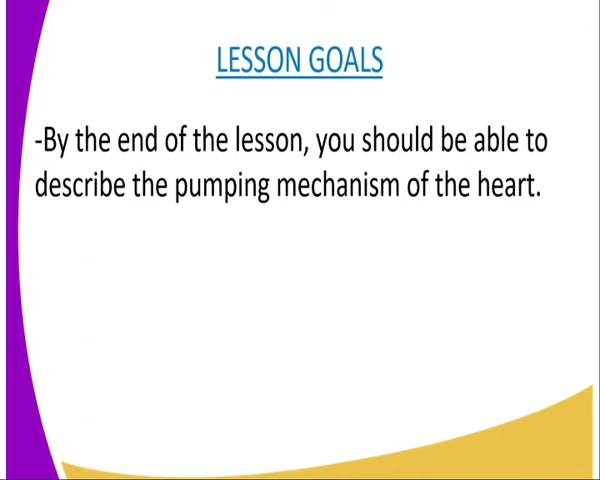 LESSON GOALS
-By the end of the lesson, you should be able to
describe the pumping mechanism of the heart.